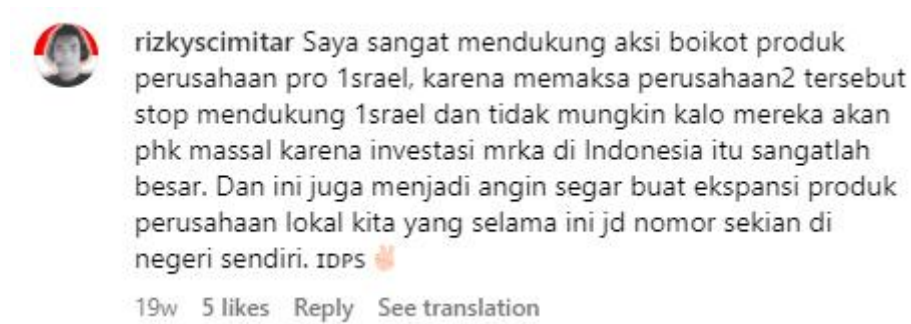 rizkyscimitar Saya sangat mendukung aksi boikot produk
perusahaan pro 1srael, karena memaksa perusahaan2 tersebut
stop mendukung 1srael dan tidak mungkin kalo mereka akan
phk massal karena investasi mrka di Indonesia itu sangatlah
besar. Dan ini juga menjadi angin segar buat ekspansi produk
perusahaan lokal kita yang selama ini jd nomor sekian di
negeri sendiri. ɪᴅᴘs ✌🏻
19w 5 likes Reply See translation